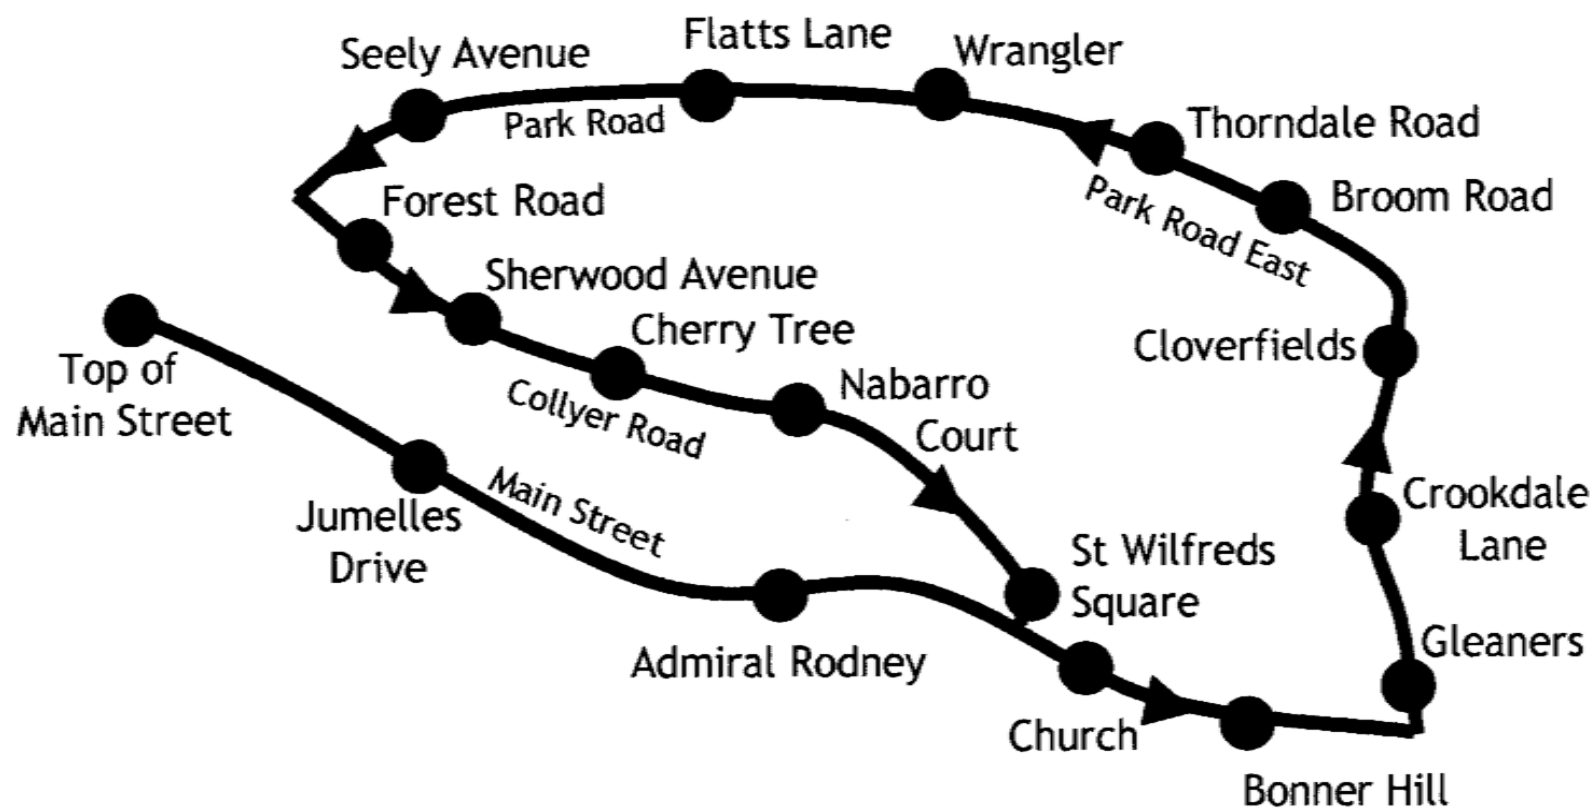 Flatts Lane
Seely Avenue
Wrangler
Park Road
Thorndale Road
Park Road East
Broom Road
Forest Road
Sherwood Avenue
Cherry Tree
Cloverfields
Top of
Main Street
Collyer Road
Nabarro
Court
Jumelles
Drive
Main Street
Crookdale
Lane
St Wilfreds
Square
Admiral Rodney
Gleaners
Church
Bonner Hill